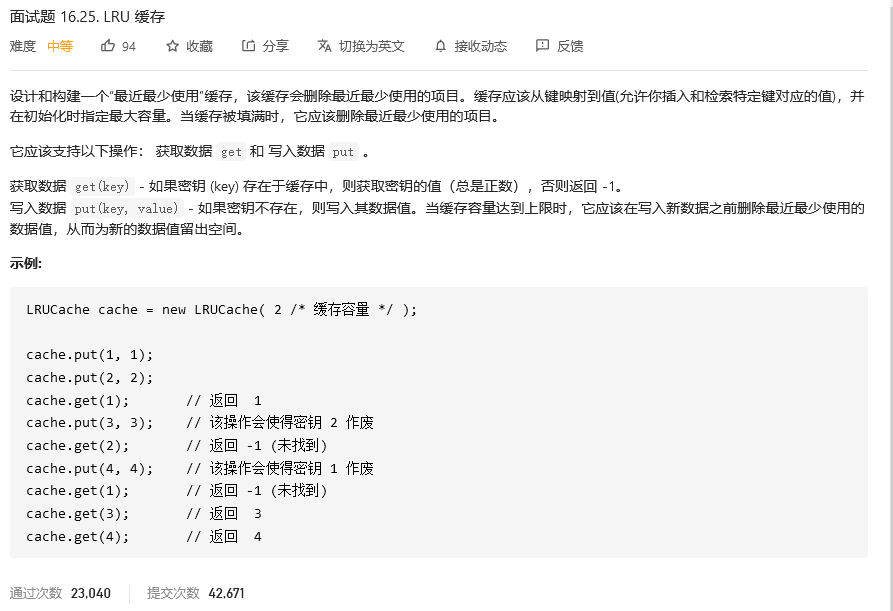 面试题 16.25. LRU 缓存
难度 中等 94 收藏 分享 切换为英文 接收动态 反馈
设计和构建一个“最近最少使用”缓存，该缓存会删除最近最少使用的项目。缓存应该从键映射到值(允许你插入和检索特定键对应的值)，并
在初始化时指定最大容量。当缓存被填满时，它应该删除最近最少使用的项目。
它应该支持以下操作： 获取数据 get 和 写入数据 put 。
获取数据 get(key) - 如果密钥 (key) 存在于缓存中，则获取密钥的值（总是正数），否则返回 -1。
写入数据 put(key, value) - 如果密钥不存在，则写入其数据值。当缓存容量达到上限时，它应该在写入新数据之前删除最近最少使用的
数据值，从而为新的数据值留出空间。
示例:
LRUCache cache = new LRUCache( 2 /* 缓存容量 */ );
cache.put(1, 1);
cache.put(2, 2);
cache.get(1);       // 返回  1
cache.put(3, 3);    // 该操作会使得密钥 2 作废
cache.get(2);       // 返回 -1 (未找到)
cache.put(4, 4);    // 该操作会使得密钥 1 作废
cache.get(1);       // 返回 -1 (未找到)
cache.get(3);       // 返回  3
cache.get(4);       // 返回  4
通过次数 23,040 提交次数 42,671